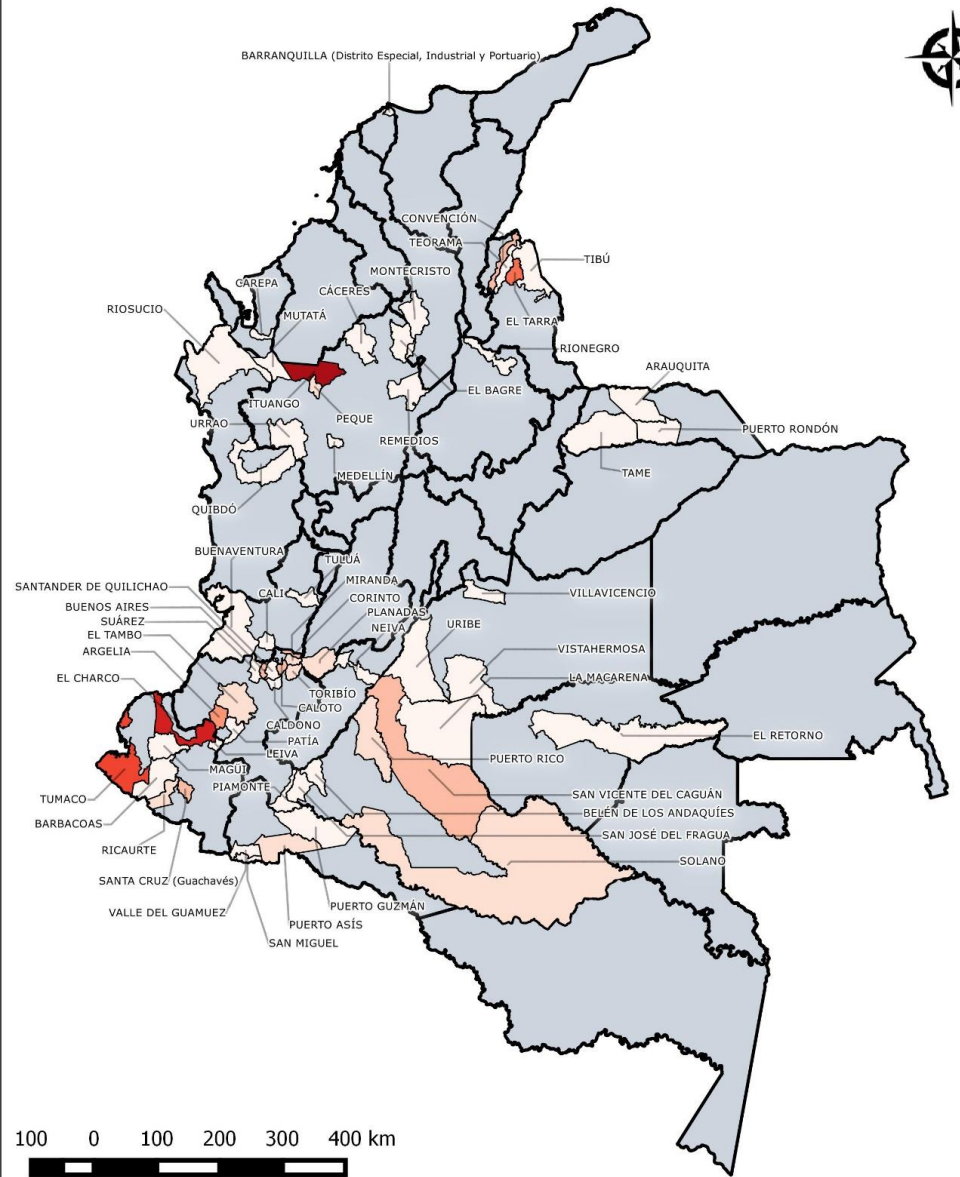 BARRANQUILLA (Distrito Especial, Industrial y Portuario)
CONVENCIÓN
TEORAMA
TIBÚ
MONTECRISTO
CAREPA
CÁCERES
RIOSUCIO
MUTATÁ
EL TARRA
RIONEGRO
ARAUQUITA
EL BAGRE
ITUANGO
PEQUE
URRAO
PUERTO RONDÓN
REMEDIOS
TAME
MEDELLÍN
QUIBDÓ
BUENAVENTURA
TULUÁ
MIRANDA
SANTANDER DE QUILICHAO
CALI
VILLAVICENCIO
CORINTO
BUENOS AIRES
PLANADAS
SUÁREZ
URIBE
NEIVA
EL TAMBO
VISTAHERMOSA
ARGELIA
LA MACARENA
EL CHARCO
TORIBÍO
CALOTO
CALDONO
EL RETORNO
PATÍA
LEIVA
PUERTO RICO
MAGÜI
PIAMONTE
SAN VICENTE DEL CAGUÁN
TUMACO
BELÉN DE LOS ANDAQUÍES
BARBACOAS
SAN JOSÉ DEL FRAGUA
RICAURTE
SOLANO
SANTA CRUZ (Guachavés)
PUERTO GUZMÁN
VALLE DEL GUAMUEZ
PUERTO ASÍS
SAN MIGUEL
100 0 100 200 300 400 km